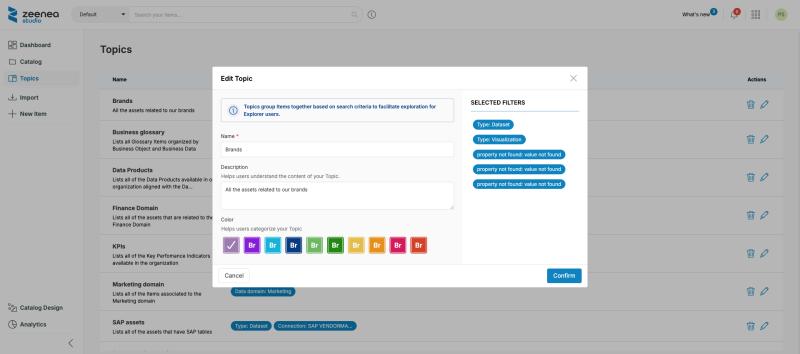 zeenea
studio
Default
Search your items...
What's new
Dashboard
Catalog
Topics
Import
New Item
Catalog Design
Analytics
Topics
Name
Actions
Brands
All the assets related to our brands
Business glossary
Lists all Glossary Items organized by
Business Object and Business Data
Data Products
Lists all of the Data Products available in
organization aligned with the Da...
Finance Domain
Lists all of the assets that are related to the
Finance Domain
KPIs
Lists all of the Key Performance Indicators
available in the organization
Marketing domain
Lists all of the items associated to the
Marketing domain
Data domain: Marketing
SAP assets
Lists all of the assets that have SAP tables
Type: Dataset
Connection: SAP VENDORMA...
Edit Topic
Topics group Items together based on search criteria to facilitate exploration for
Explorer users.
Name *
Brands
Description
Helps users understand the content of your Topic.
All the assets related to our brands
Color
Helps users categorize your Topic
Br Br Br Br Br Br Br Br Br
SELECTED FILTERS
Type: Dataset
Type: Visualization
property not found: value not found
property not found: value not found
property not found: value not found
Cancel
Confirm